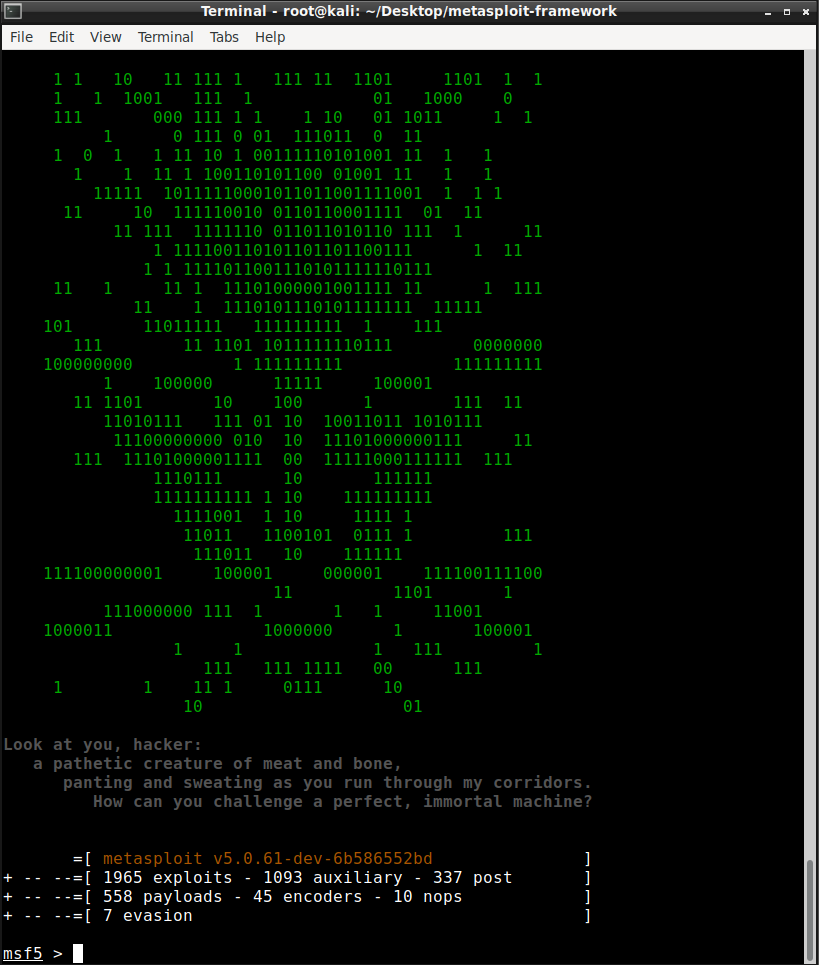 Terminal - root@kali: ~/Desktop/metasploit-framework
File Edit View Terminal Tabs Help
1 1   10   11 111 1   111 11  1101     1101  1  1
1   1  1001   111  1            01   1000    0
111       000 111 1 1    1 10   01 1011     1  1
1      0 111 0 01  111011  0  11
1  0  1   1 11 10 1 00111110101001 11  1   1
1    1  11 1 100110101100 01001 11   1   1
11111  10111110001011011001111001  1  1 1
11     10  111110010 0110110001111  01  11
11 111  1111110 011011010110 111  1      11
1 11110011010110110110​0111      1  11
1 1 1111011001110101111110111
11   1     11 1  11101000001001111 11      1  111
11    1  1110101110101111111  11111
101       11011111   111111111  1    111
111        11 1101 1011111110111        0000000
100000000          1 111111111           111111111
1    100000      11111     100001
11 1101       10    100      1        111  11
11010111   111 01 10  10011011 1010111
11100000000 010  10  11101000000111     11
111  11101000001111  00  11111000111111  111
1110111      10       111111
1111111111 1 10    111111111
1111001  1 10     1111 1
11011   1100101  0111 1         111
111011   10    111111
111100000001     100001     000001    111100111100
11          1101       1
111000000 111  1       1   1     11001
1000011               1000000      1       100001
1     1             1   111         1
111   111 1111   00      111
1        1    11 1     0111      10
10                    01
Look at you, hacker:
a pathetic creature of meat and bone,
panting and sweating as you run through my corridors.
How can you challenge a perfect, immortal machine?
=[ metasploit v5.0.61-dev-6b586552bd               ]
+ -- --=[ 1965 exploits - 1093 auxiliary - 337 post       ]
+ -- --=[ 558 payloads - 45 encoders - 10 nops            ]
+ -- --=[ 7 evasion                                       ]
msf5 >